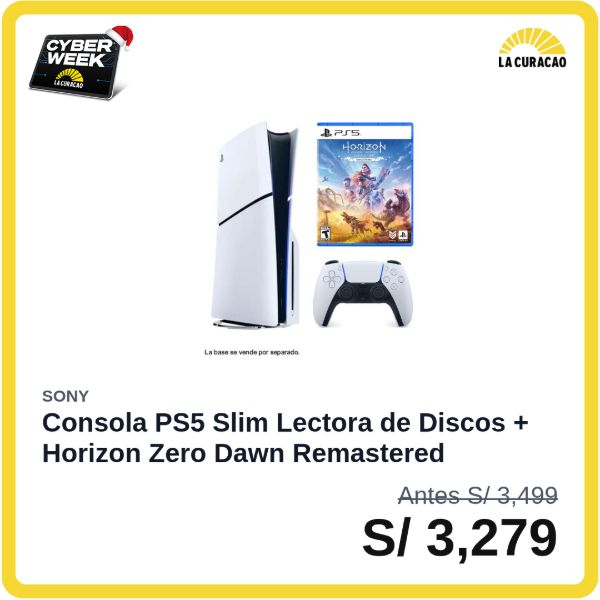 CYBER
WEEK
LA CURACAO
LA CURACAO
PS5
HORIZON
La base se vende por separado.
SONY
Consola PS5 Slim Lectora de Discos +
Horizon Zero Dawn Remastered
Antes S/ 3,499
S/ 3,279